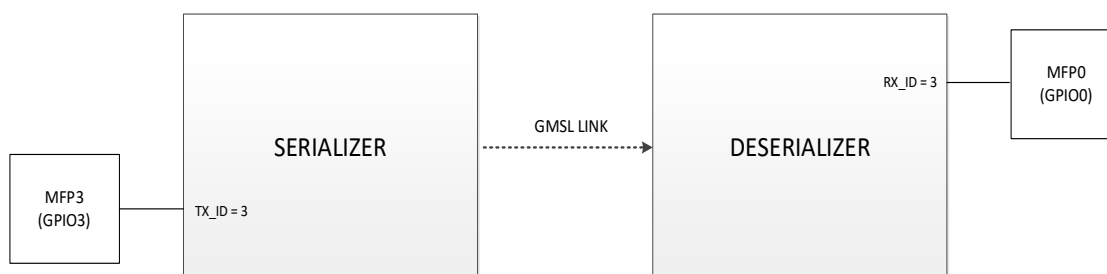 MFP0
(GPIO0)
RX_ID = 3
GMSL LINK
SERIALIZER
DESERIALIZER
MFP3
(GPIO3)
TX_ID = 3